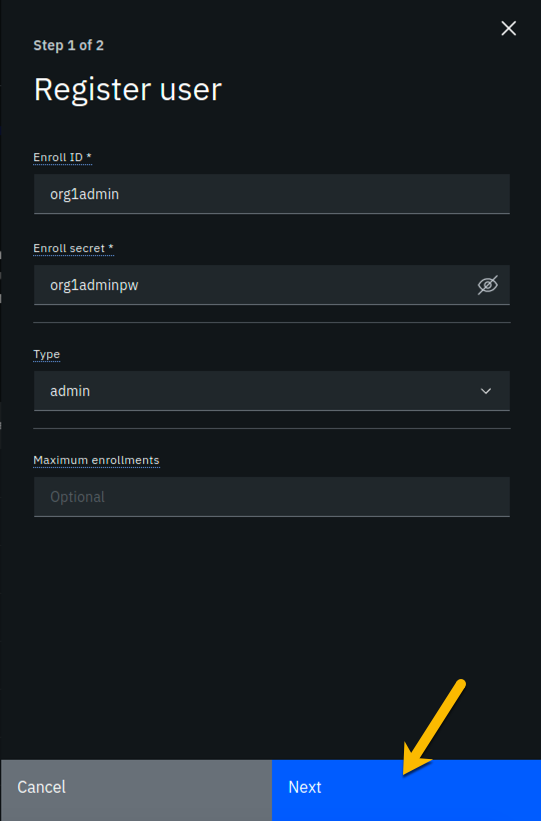 Step 1 of 2
Register user
Enroll ID *
org1admin
Enroll secret *
org1adminpw
Type
admin
Maximum enrollments
Optional
Cancel
Next